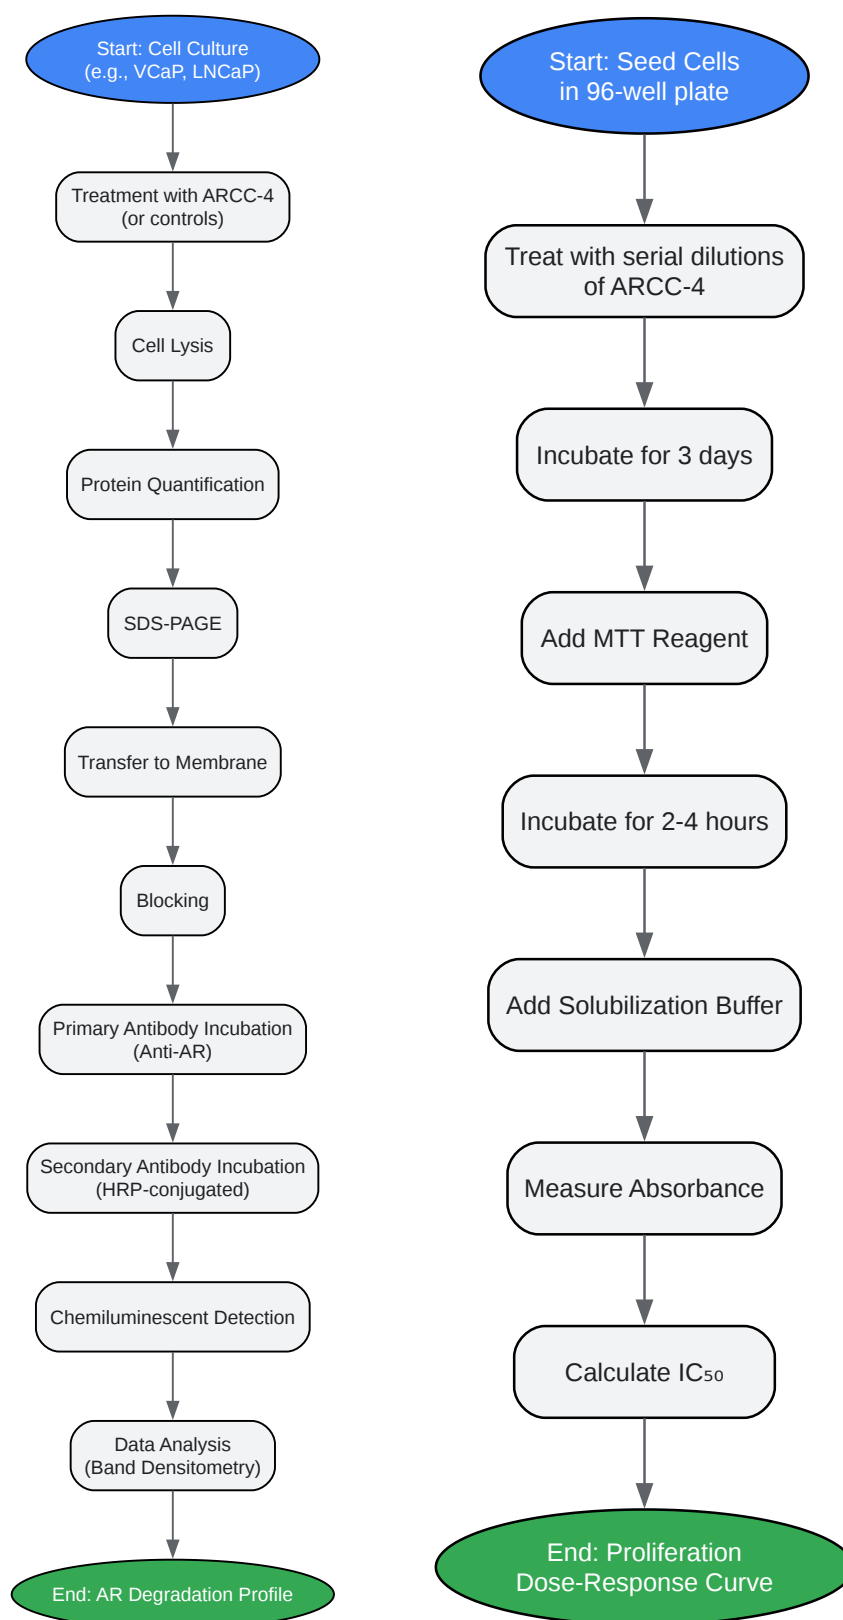 Start: Cell Culture
(e.g., VCaP, LNCaP)
Treatment with ARCC-4
(or controls)
Cell Lysis
Protein Quantification
SDS-PAGE
Transfer to Membrane
Blocking
Primary Antibody Incubation
(Anti-AR)
Secondary Antibody Incubation
(HRP-conjugated)
Chemiluminescent Detection
Data Analysis
(Band Densitometry)
End: AR Degradation Profile
Start: Seed Cells
in 96-well plate
Treat with serial dilutions
of ARCC-4
Incubate for 3 days
Add MTT Reagent
Incubate for 2-4 hours
Add Solubilization Buffer
Measure Absorbance
Calculate IC₅₀
End: Proliferation
Dose-Response Curve